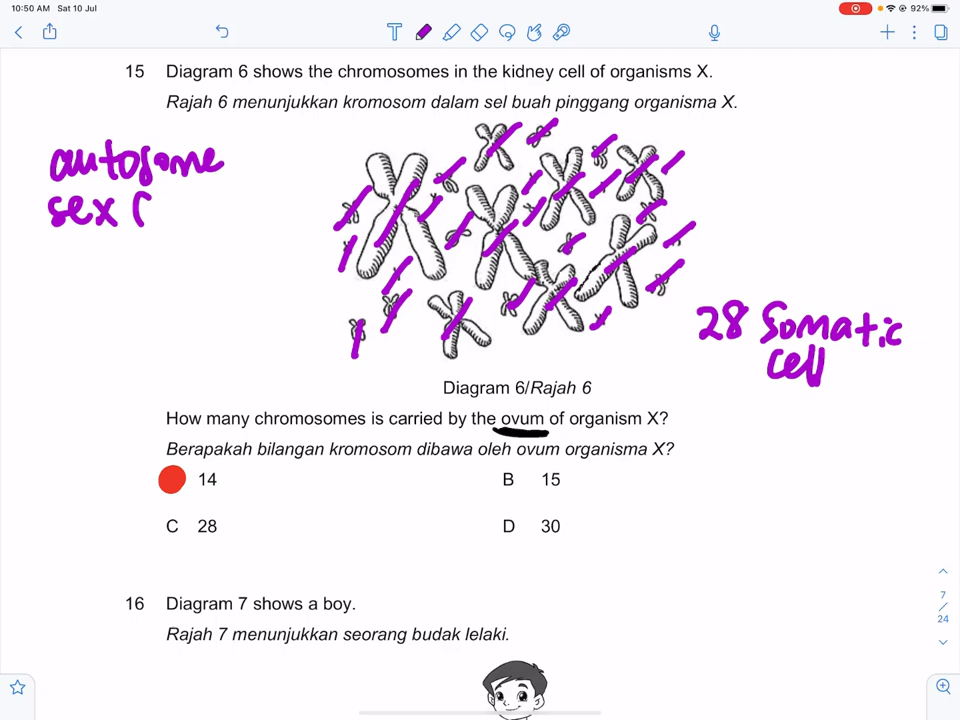 10:50 AM Sat 10 Jul
92%
T
15 Diagram 6 shows the chromosomes in the kidney cell of organisms X.
Rajah 6 menunjukkan kromosom dalam sel buah pinggang organisma X.
autosome
sex (
28 Somatic
cell
Diagram 6/Rajah 6
How many chromosomes is carried by the ovum of organism X?
Berapakah bilangan kromosom dibawa oleh ovum organisma X?
14 B 15
C 28 D 30
7
/
24
16 Diagram 7 shows a boy.
Rajah 7 menunjukkan seorang budak lelaki.